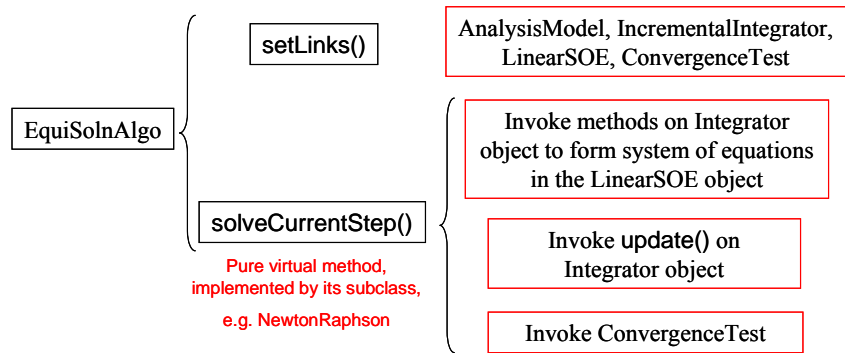 setLinks()
AnalysisModel, IncrementalIntegrator,
LinearSOE, ConvergenceTest
EquiSolnAlgo
Invoke methods on Integrator
object to form system of equations
in the LinearSOE object
solveCurrentStep()
Pure virtual method,
implemented by its subclass,
e.g. NewtonRaphson
Invoke update() on
Integrator object
Invoke ConvergenceTest